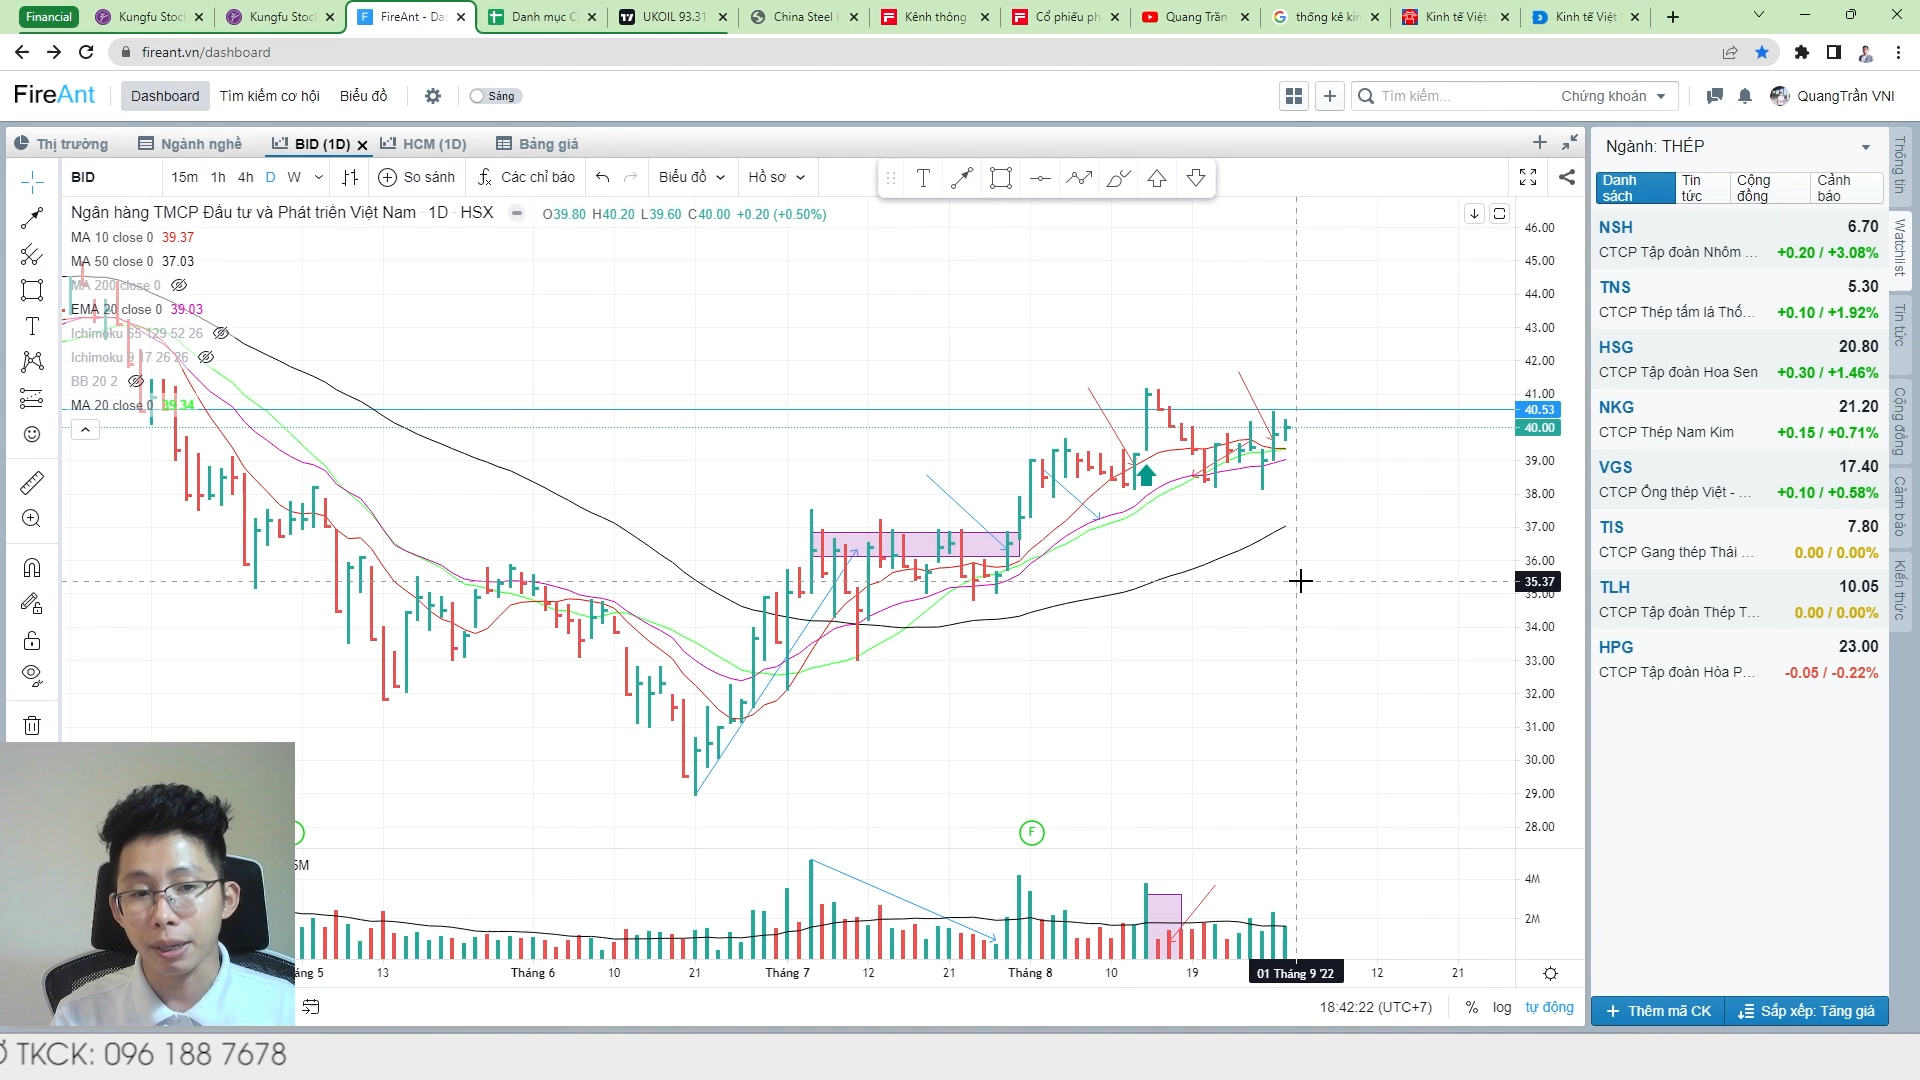 Financial
Kungfu Stoc
Kungfu Stock
FireAnt - Da
Danh mục C
UKOIL 93.31
China Steel
Kênh thông
Cổ phiếu ph
Quang Trần
thống kê kin
Kinh tế Việt
Kinh tế Việt
fireant.vn/dashboard
FireAnt
Dashboard
Tìm kiếm cơ hội
Biểu đồ
Sáng
Tìm kiếm...
Chứng khoán
QuangTrần VNI
Thị trường
Ngành nghề
BID (1D)
HCM (1D)
Bảng giá
BID
15m 1h 4h D W
So sánh
Các chỉ báo
Biểu đồ
Hồ sơ
Ngân hàng TMCP Đầu tư và Phát triển Việt Nam · 1D · HSX
O39.80 H40.20 L39.60 C40.00 +0.20 (+0.50%)
MA 10 close 0 39.37
MA 50 close 0 37.03
MA 200 close 0
EMA 20 close 0 39.03
Ichimoku 65 129 52 26
Ichimoku 9 17 26 26
BB 20 2
MA 20 close 0 39.34
46.00
45.00
44.00
43.00
42.00
41.00
40.53
40.00
39.00
38.00
37.00
36.00
35.37
35.00
34.00
33.00
32.00
31.00
30.00
29.00
28.00
F
5M
4M
2M
áng 5
13
Tháng 6
10
21
Tháng 7
12
21
Tháng 8
10
19
01 Tháng 9 '22
12
21
18:42:22 (UTC+7)
%
log
tự động
Ngành: THÉP
Danh sách
Tin tức
Cộng đồng
Cảnh báo
NSH 6.70
CTCP Tập đoàn Nhôm ... +0.20 / +3.08%
TNS 5.30
CTCP Thép tấm lá Thố... +0.10 / +1.92%
HSG 20.80
CTCP Tập đoàn Hoa Sen +0.30 / +1.46%
NKG 21.20
CTCP Thép Nam Kim +0.15 / +0.71%
VGS 17.40
CTCP Ống thép Việt - ... +0.10 / +0.58%
TIS 7.80
CTCP Gang thép Thái ... 0.00 / 0.00%
TLH 10.05
CTCP Tập đoàn Thép T... 0.00 / 0.00%
HPG 23.00
CTCP Tập đoàn Hòa P... -0.05 / -0.22%
Thêm mã CK
Sắp xếp: Tăng giá
Thông tin
Watchlist
Tin tức
Cộng đồng
Cảnh báo
Kiến thức
TKCK: 096 188 7678